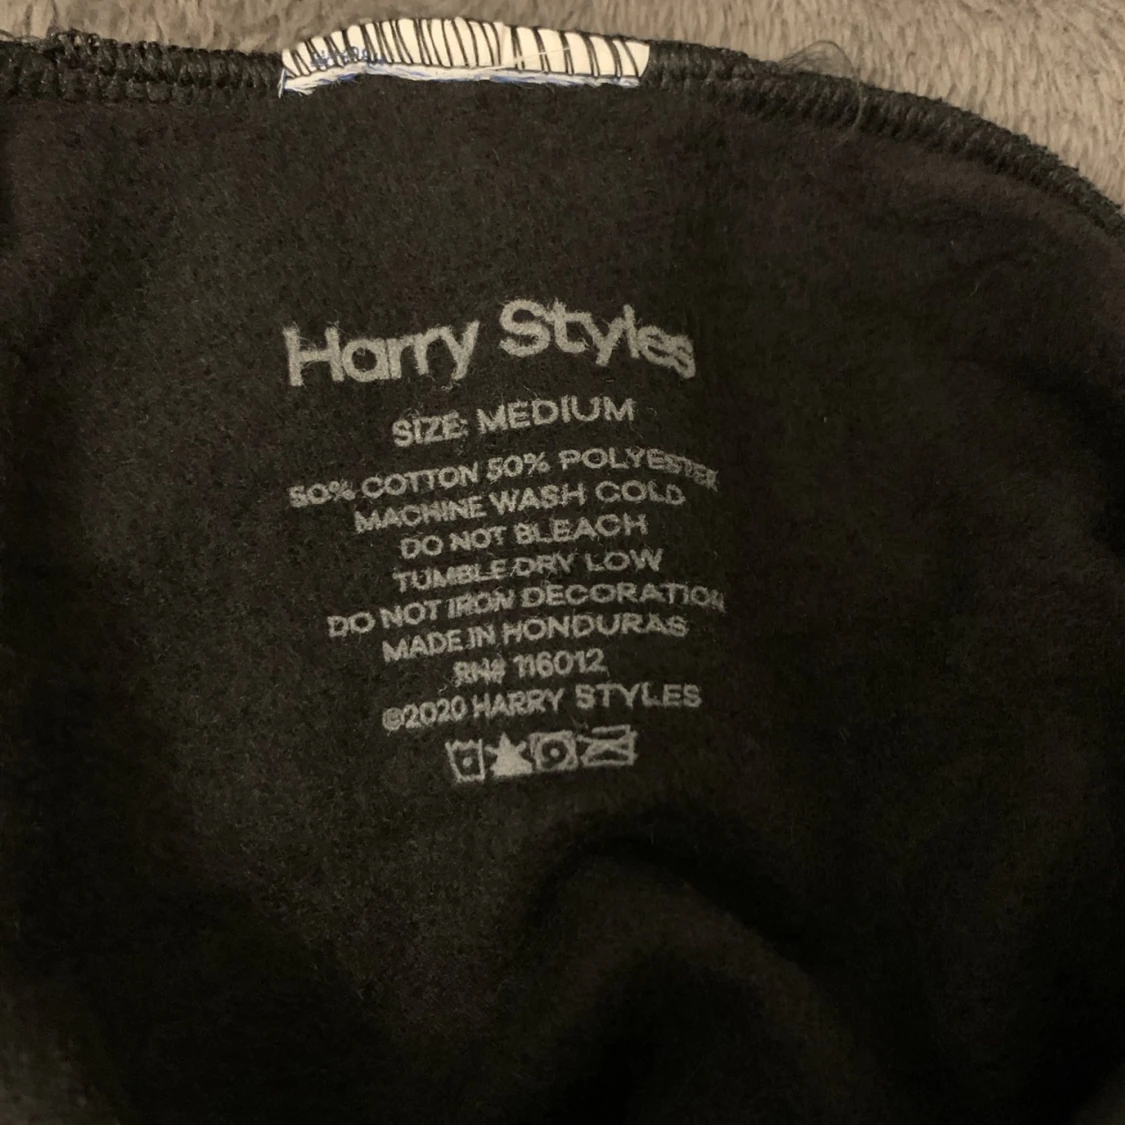 Harry Styles
SIZE: MEDIUM
50% COTTON 50% POLYESTER
MACHINE WASH COLD
DO NOT BLEACH
TUMBLE DRY LOW
DO NOT IRON DECORATION
MADE IN HONDURAS
RN# 116012
©2020 HARRY STYLES